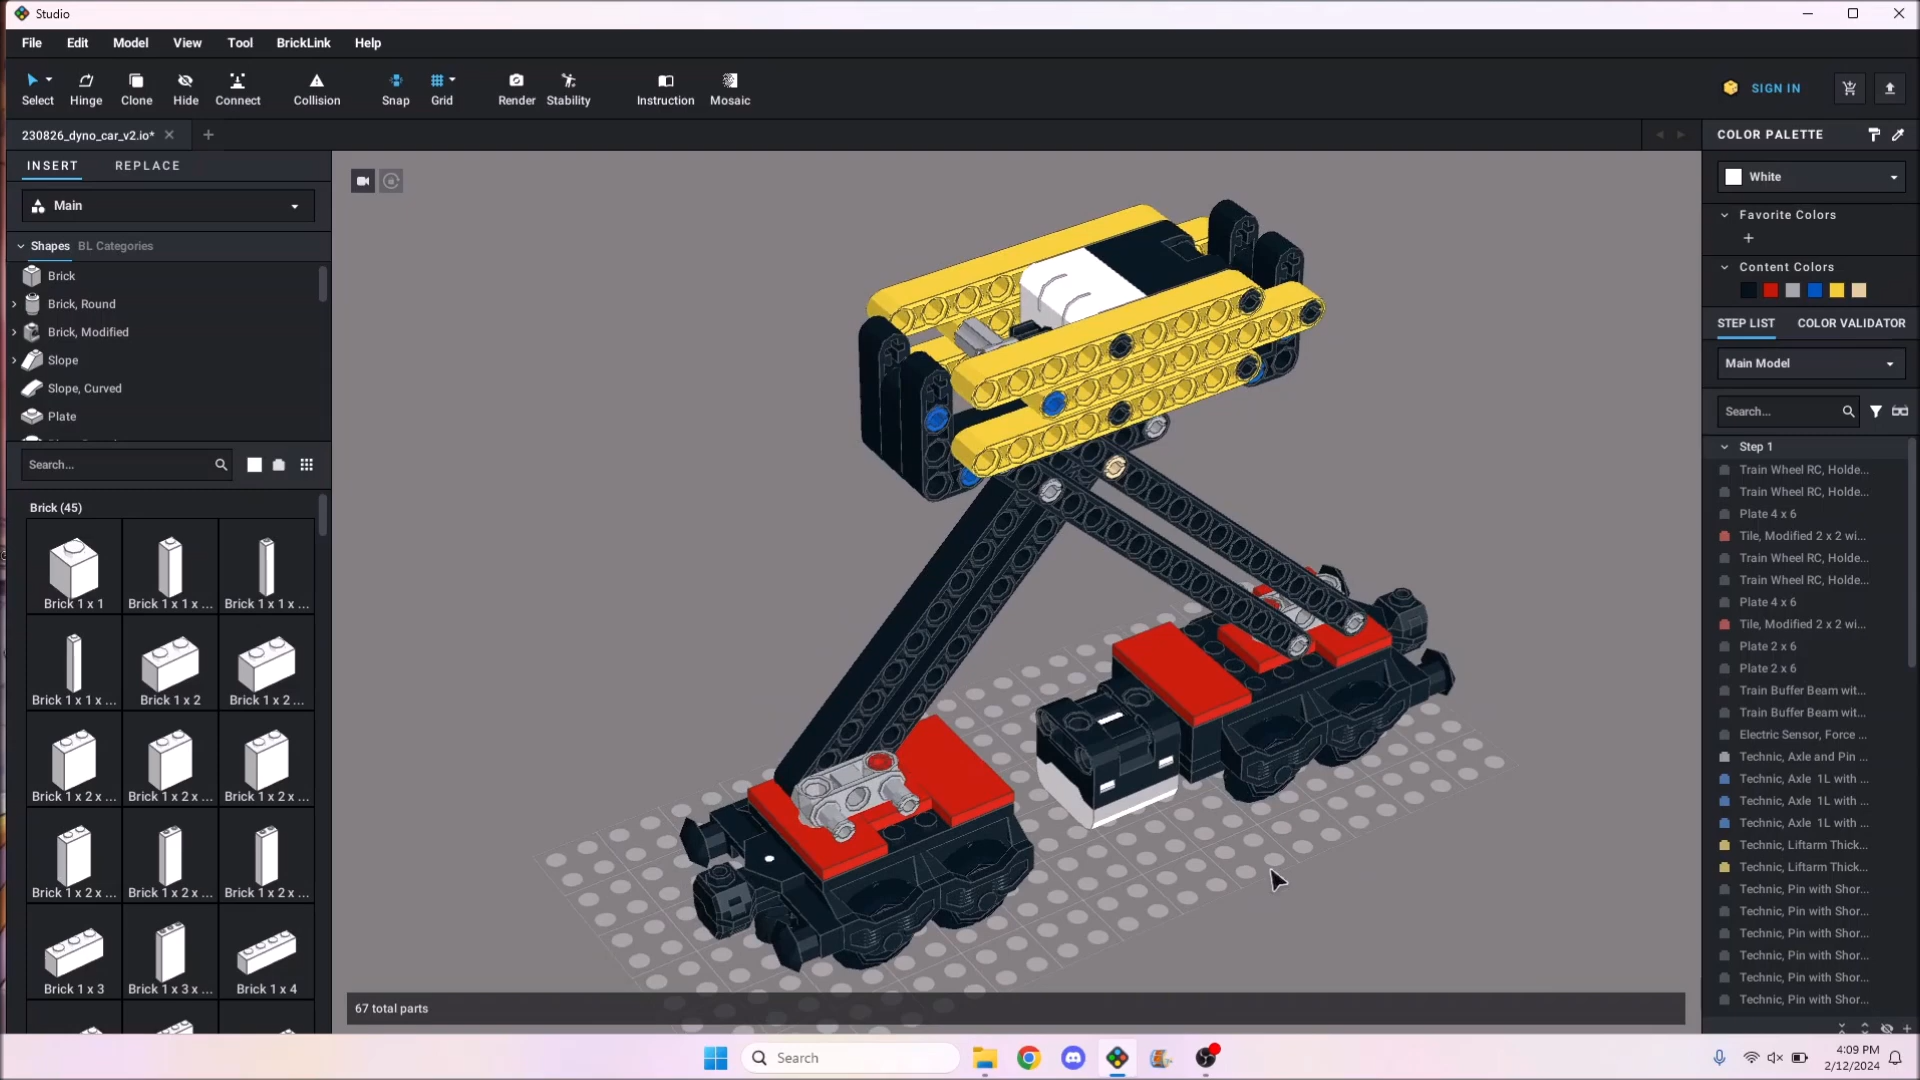 Studio
File Edit Model View Tool BrickLink Help
Select Hinge Clone Hide Connect Collision Snap Grid Render Stability Instruction Mosaic
SIGN IN
230826_dyno_car_v2.io*
INSERT REPLACE
Main
Shapes BL Categories
Brick
Brick, Round
Brick, Modified
Slope
Slope, Curved
Plate
Search...
Brick (45)
Brick 1 x 1 Brick 1 x 1 x ... Brick 1 x 1 x ...
Brick 1 x 1 x ... Brick 1 x 2 Brick 1 x 2 ...
Brick 1 x 2 x ... Brick 1 x 2 x ... Brick 1 x 2 x ...
Brick 1 x 2 x ... Brick 1 x 2 x ... Brick 1 x 2 x ...
Brick 1 x 3 Brick 1 x 3 x ... Brick 1 x 4
67 total parts
COLOR PALETTE
White
Favorite Colors
Content Colors
STEP LIST COLOR VALIDATOR
Main Model
Search...
Step 1
Train Wheel RC, Holde...
Train Wheel RC, Holde...
Plate 4 x 6
Tile, Modified 2 x 2 wi...
Train Wheel RC, Holde...
Train Wheel RC, Holde...
Plate 4 x 6
Tile, Modified 2 x 2 wi...
Plate 2 x 6
Plate 2 x 6
Train Buffer Beam wit...
Train Buffer Beam wit...
Electric Sensor, Force ...
Technic, Axle and Pin ...
Technic, Axle 1L with ...
Technic, Axle 1L with ...
Technic, Axle 1L with ...
Technic, Liftarm Thick...
Technic, Liftarm Thick...
Technic, Pin with Shor...
Technic, Pin with Shor...
Technic, Pin with Shor...
Technic, Pin with Shor...
Technic, Pin with Shor...
Technic, Pin with Shor...
Search
4:09 PM
2/12/2024